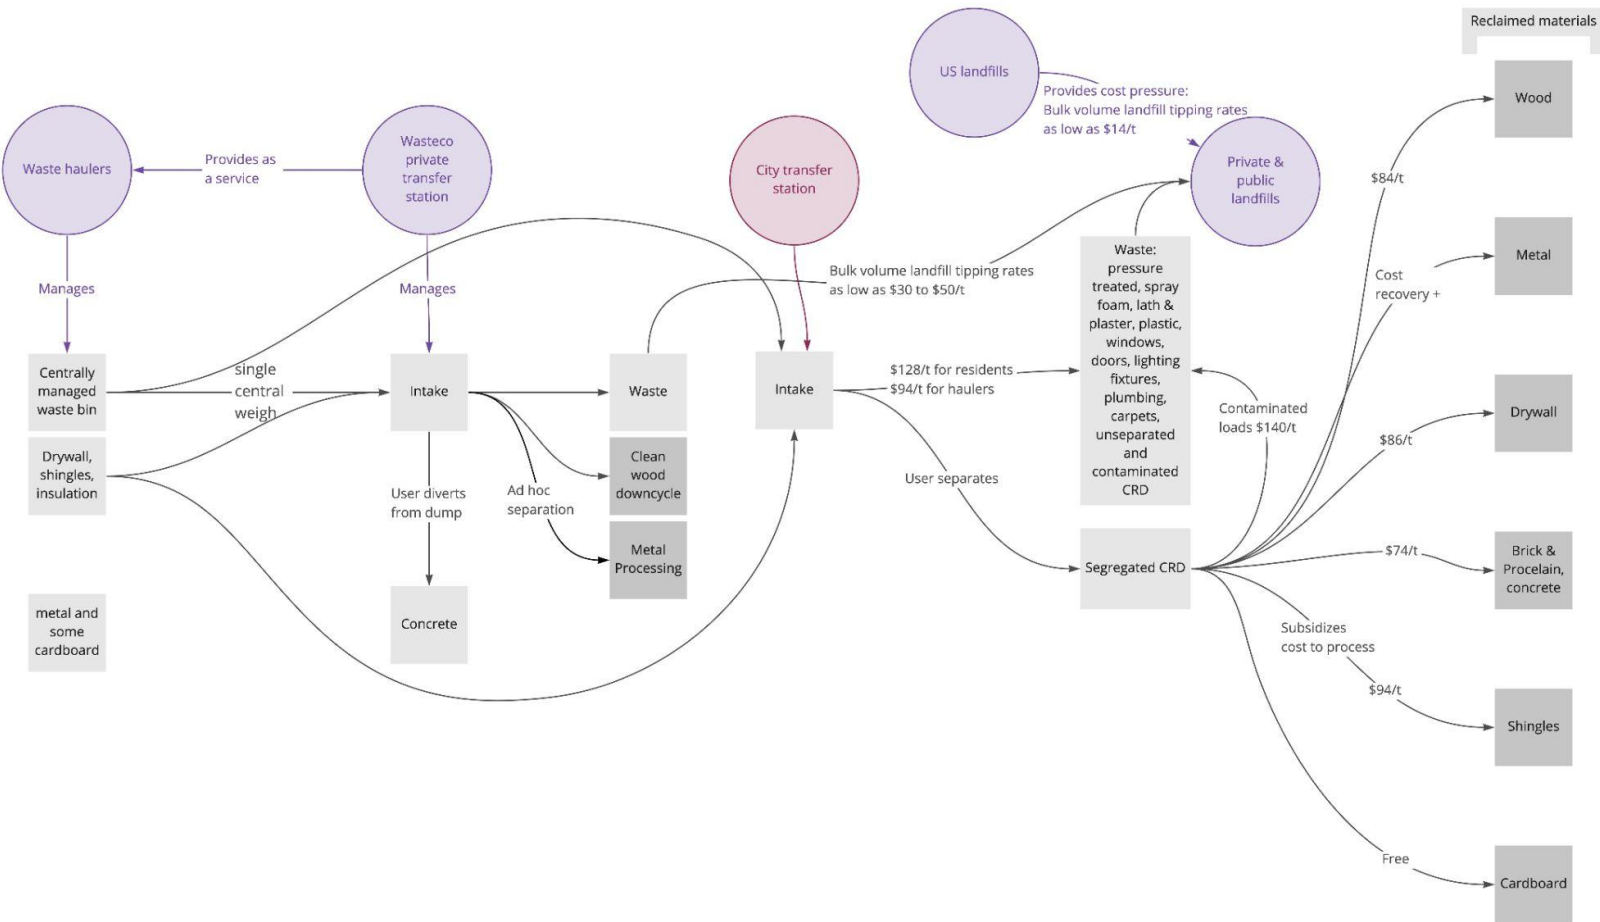 Reclaimed materials
US landfills
Provides cost pressure:
Bulk volume landfill tipping rates
as low as $14/t
Wood
Waste haulers
Provides as
a service
Wasteco
private
transfer
station
City transfer
station
Private &
public
landfills
$84/t
Manages
Manages
Bulk volume landfill tipping rates
as low as $30 to $50/t
Waste:
pressure
treated, spray
foam, lath &
plaster, plastic,
windows,
doors, lighting
fixtures,
plumbing,
carpets,
unseparated
and
contaminated
CRD
Cost
recovery +
Metal
Centrally
managed
waste bin
single
central
weigh
Intake
Waste
Intake
$128/t for residents
$94/t for haulers
Contaminated
loads $140/t
Drywall
$86/t
Drywall,
shingles,
insulation
User diverts
from dump
Ad hoc
separation
Clean
wood
downcycle
User separates
Metal
Processing
Segregated CRD
$74/t
Brick &
Procelain,
concrete
metal and
some
cardboard
Concrete
Subsidizes
cost to process
$94/t
Shingles
Free
Cardboard